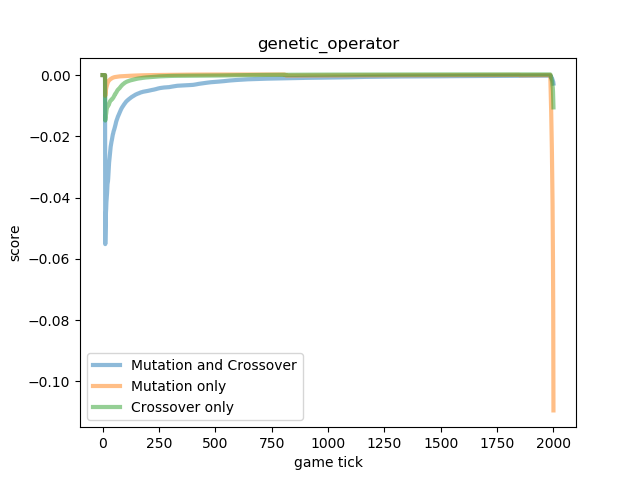 genetic_operator
0.00
−0.02
−0.04
−0.06
−0.08
−0.10
score
Mutation and Crossover
Mutation only
Crossover only
0 250 500 750 1000 1250 1500 1750 2000
game tick